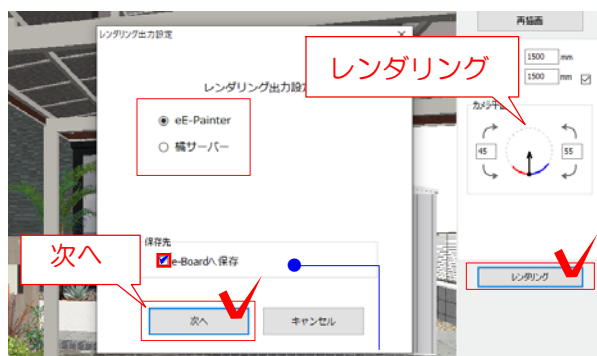 再描画
レンダリング出力設定
×
1500 mm
1500 mm
レンダリング
レンダリング出力設
カメラ平面
eE-Painter
橘サーバー
45
55
次へ
保存先
e-Boardへ保存
レンダリング
次へ
キャンセル